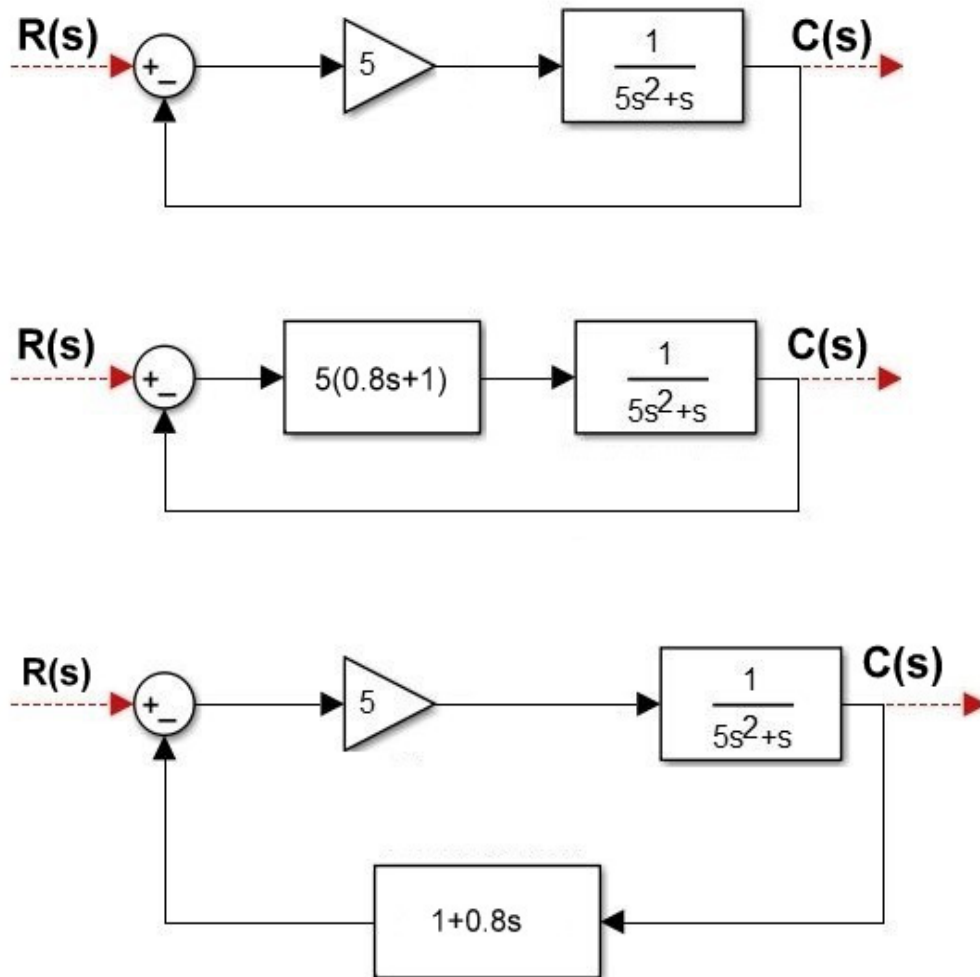 R(s)
+
−
5
1
5s²+s
C(s)
R(s)
+
−
5(0.8s+1)
1
5s²+s
C(s)
R(s)
+
−
5
1
5s²+s
C(s)
1+0.8s